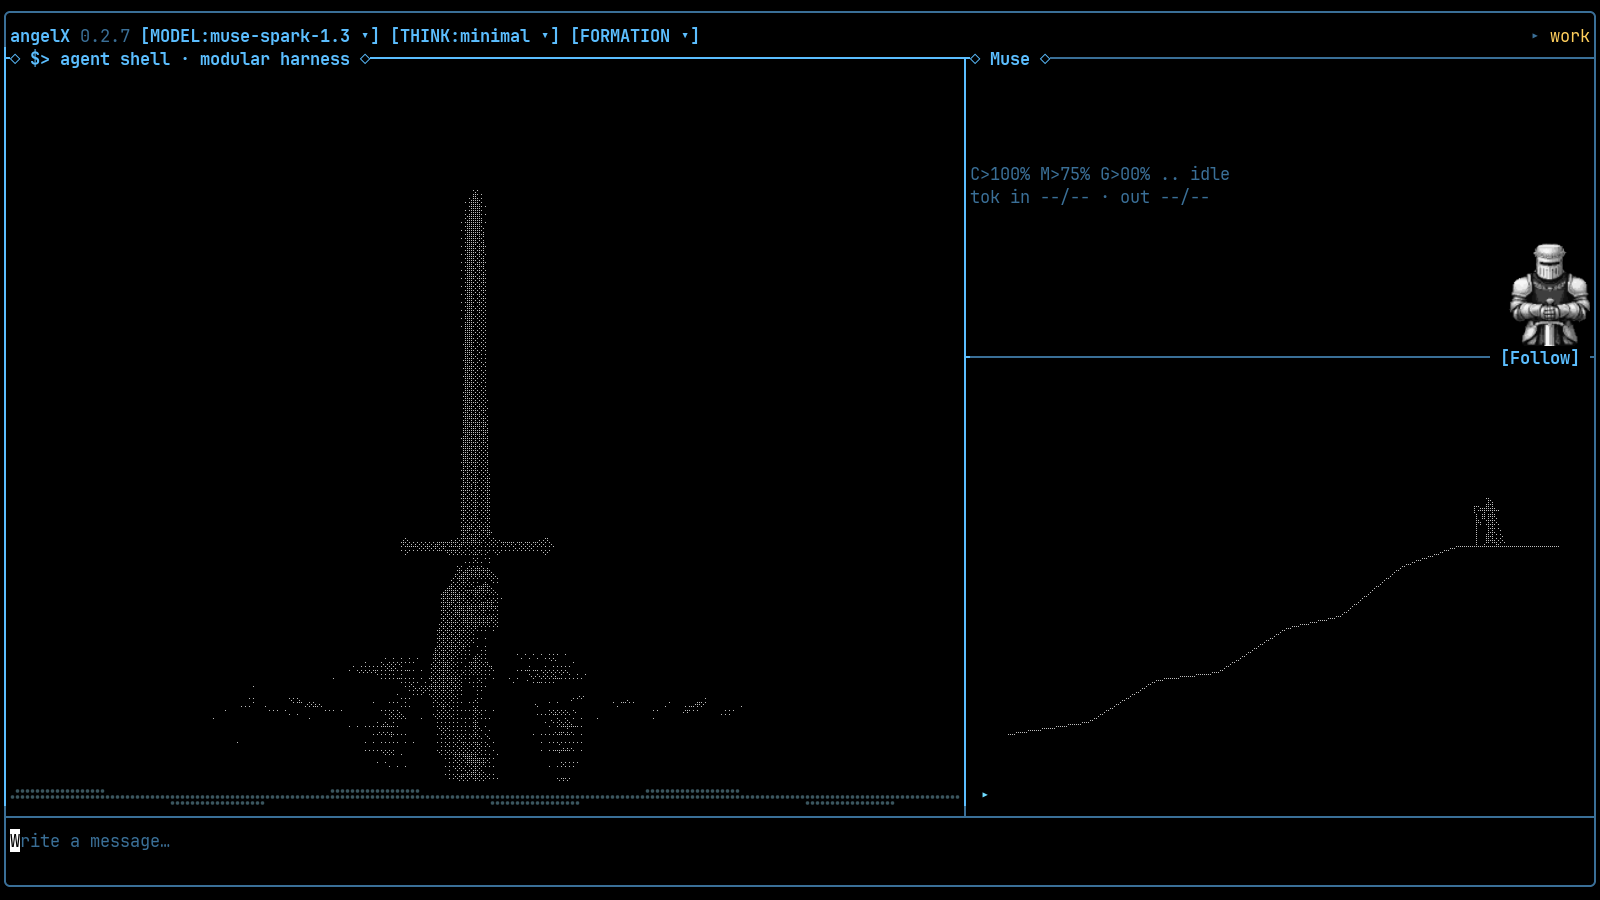 angelX 0.2.7 [MODEL:muse-spark-1.3 ▾] [THINK:minimal ▾] [FORMATION ▾] ▸ work
◇ $> agent shell · modular harness ◇
◇ Muse ◇
C>100% M>75% G>00% .. idle
tok in --/-- · out --/--
[Follow]
▸
Write a message…